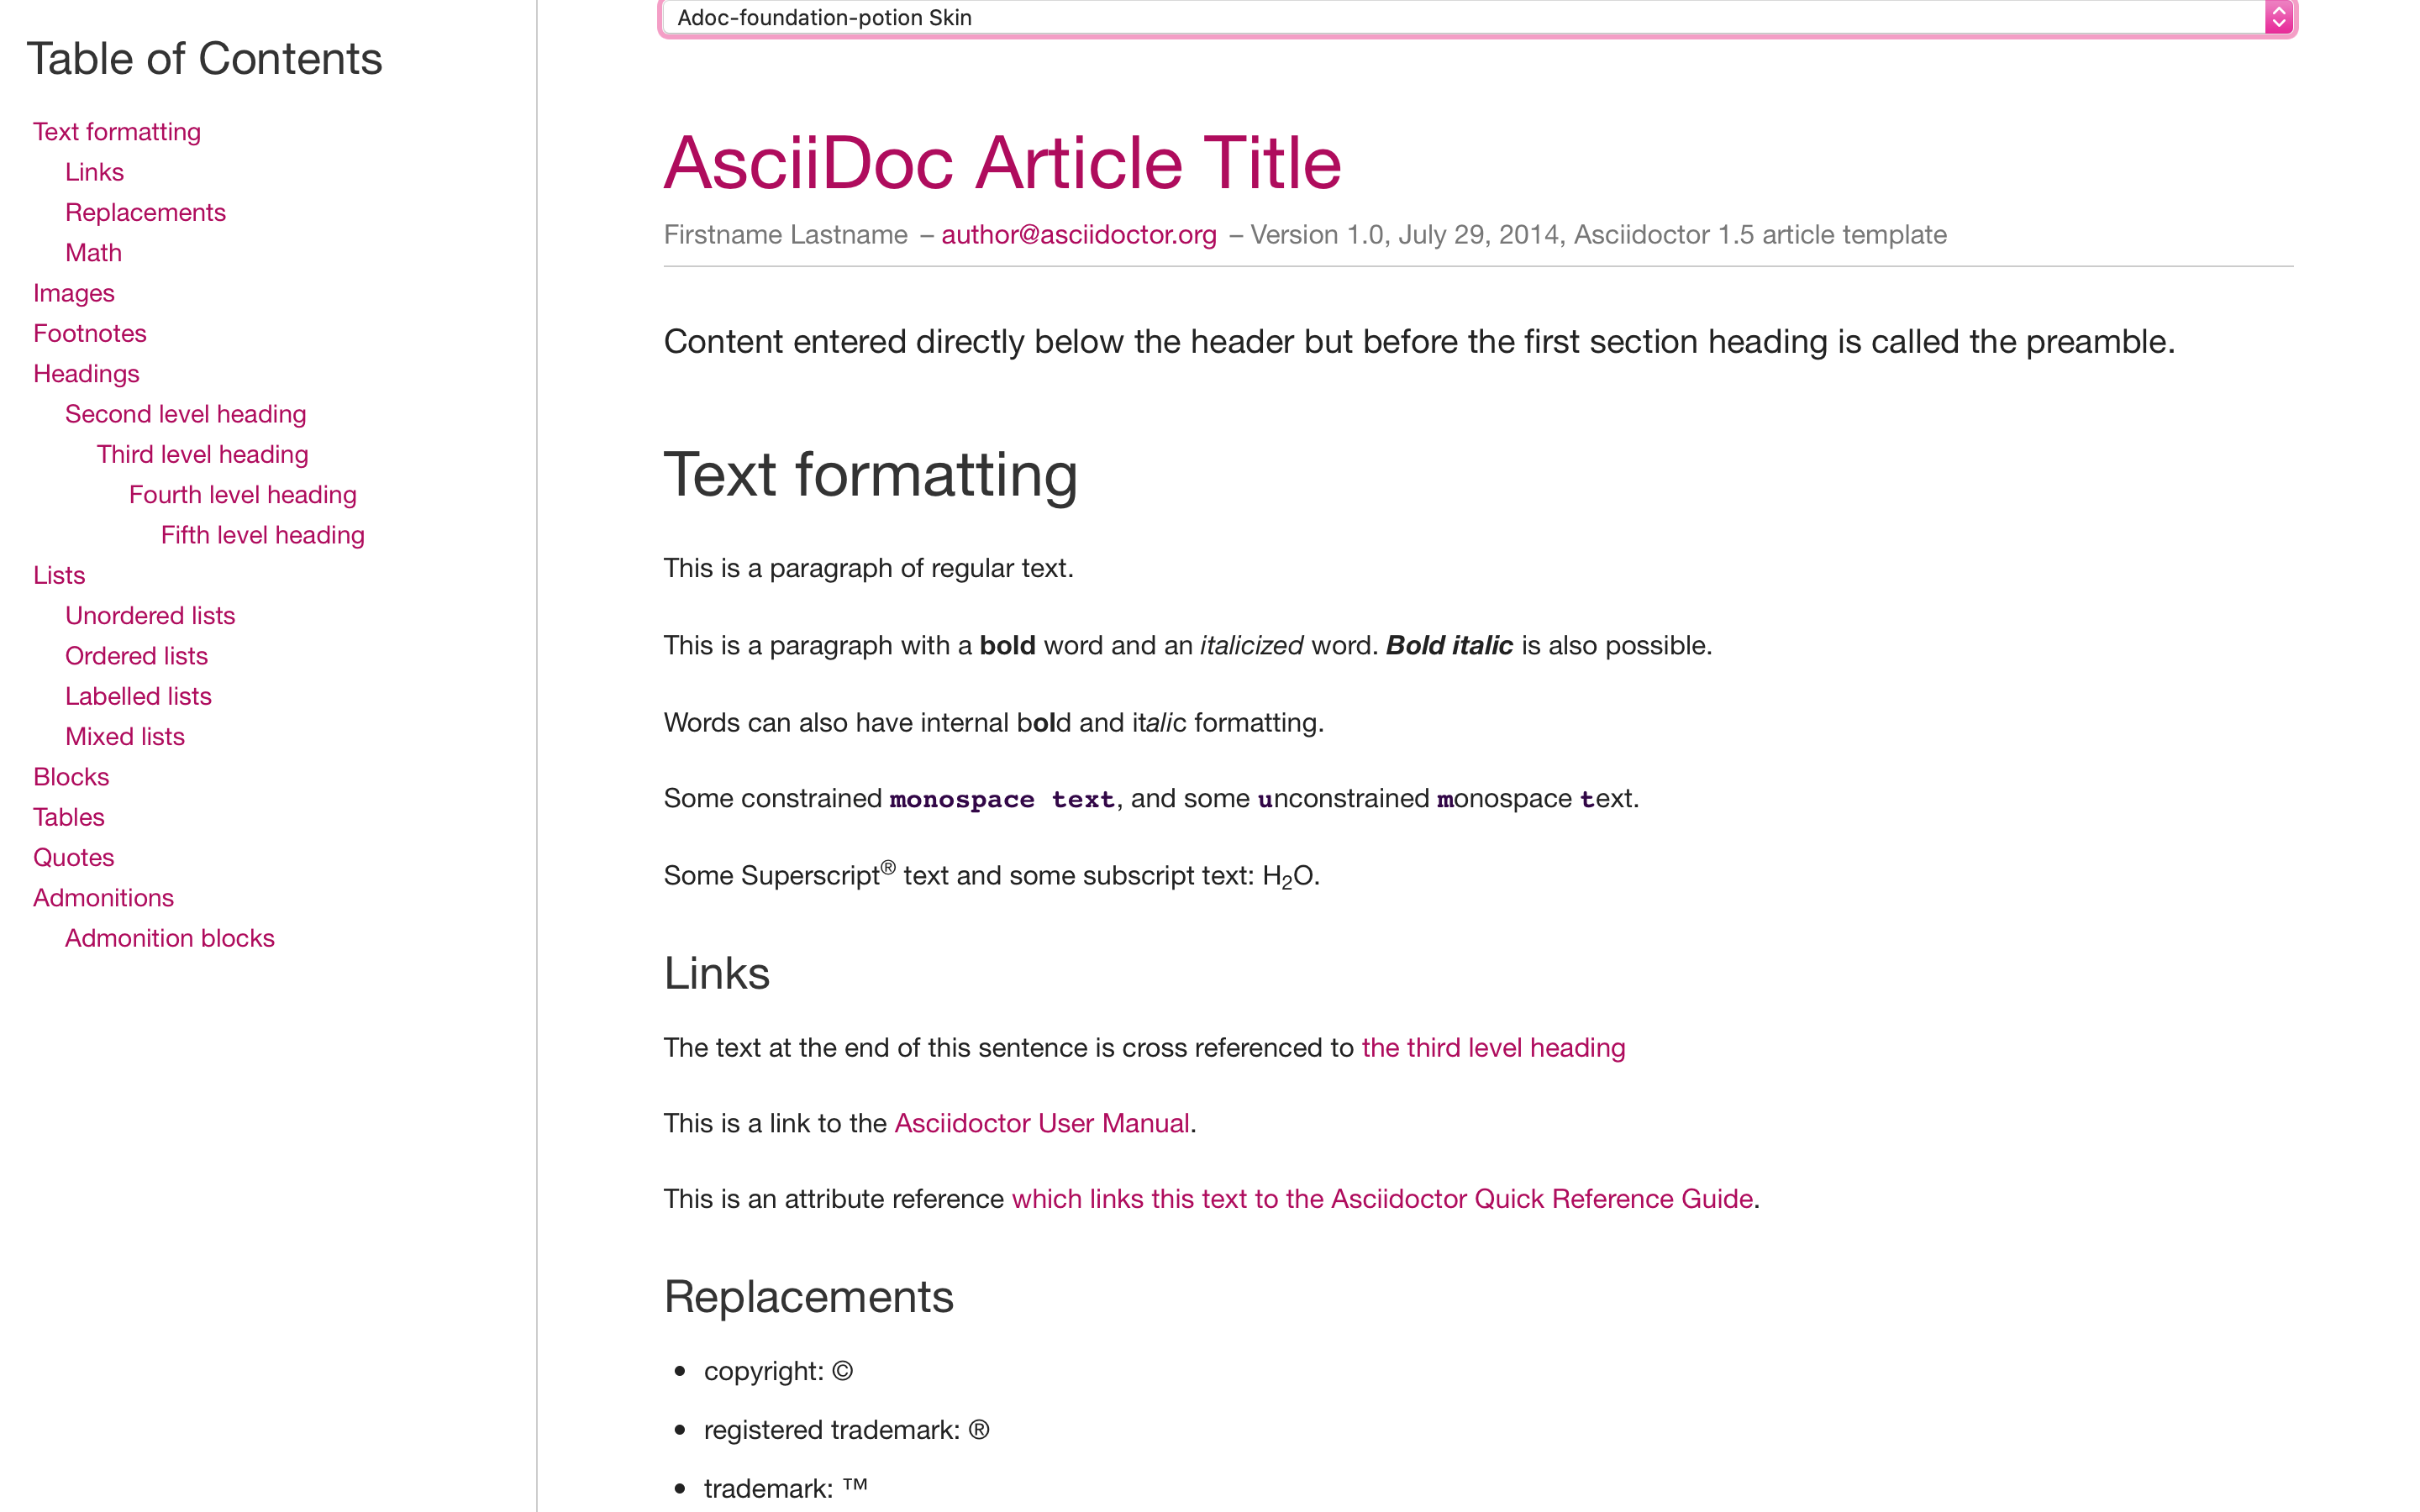 Adoc-foundation-potion Skin
Table of Contents
Text formatting
Links
Replacements
Math
Images
Footnotes
Headings
Second level heading
Third level heading
Fourth level heading
Fifth level heading
Lists
Unordered lists
Ordered lists
Labelled lists
Mixed lists
Blocks
Tables
Quotes
Admonitions
Admonition blocks
AsciiDoc Article Title
Firstname Lastname – author@asciidoctor.org – Version 1.0, July 29, 2014, Asciidoctor 1.5 article template
Content entered directly below the header but before the first section heading is called the preamble.
Text formatting
This is a paragraph of regular text.
This is a paragraph with a bold word and an italicized word. Bold italic is also possible.
Words can also have internal bold and italic formatting.
Some constrained monospace text, and some unconstrained monospace text.
Some Superscript® text and some subscript text: H₂O.
Links
The text at the end of this sentence is cross referenced to the third level heading
This is a link to the Asciidoctor User Manual.
This is an attribute reference which links this text to the Asciidoctor Quick Reference Guide.
Replacements
• copyright: ©
• registered trademark: ®
• trademark: ™